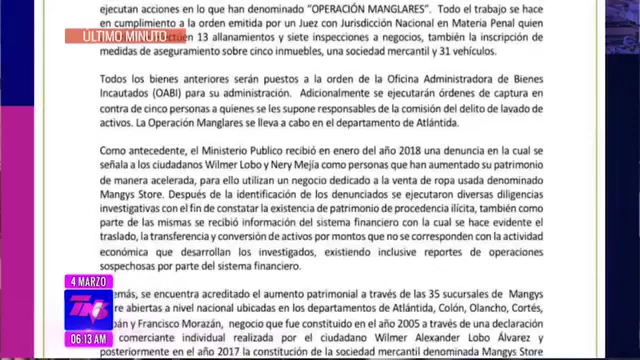 ejecutan acciones en lo que han denominado "OPERACIÓN MANGLARES". Todo el trabajo se hace
en cumplimiento a la orden emitida por un Juez con Jurisdicción Nacional en Materia Penal quien
ÚLTIMO MINUTO
13 allanamientos y siete inspecciones a negocios, también la inscripción de
medidas de aseguramiento sobre cinco inmuebles, una sociedad mercantil y 31 vehículos.
Todos los bienes anteriores serán puestos a la orden de la Oficina Administradora de Bienes
Incautados (OABI) para su administración. Adicionalmente se ejecutarán órdenes de captura en
contra de cinco personas a quienes se les supone responsables de la comisión del delito de lavado de
activos. La Operación Manglares se lleva a cabo en el departamento de Atlántida.
Como antecedente, el Ministerio Publico recibió en enero del año 2018 una denuncia en la cual se
señala a los ciudadanos Wilmer Lobo y Nery Mejía como personas que han aumentado su patrimonio
de manera acelerada, para ello utilizan un negocio dedicado a la venta de ropa usada denominado
Mangys Store. Después de la identificación de los denunciados se ejecutaron diversas diligencias
investigativas con el fin de constatar la existencia de patrimonio de procedencia ilícita, también como
parte de las mismas se recibió información del sistema financiero con la cual se hace evidente el
traslado, la transferencia y conversión de activos por montos que no se corresponden con la actividad
económica que desarrollan los investigados, existiendo inclusive reportes de operaciones
sospechosas por parte del sistema financiero.
4 MARZO
06:13 AM
se encuentra acreditado el aumento patrimonial a través de las 35 sucursales de Mangys
abiertas a nivel nacional ubicadas en los departamentos de Atlántida, Colón, Olancho, Cortés,
y Francisco Morazán, negocio que fue constituido en el año 2005 a través de una declaración
comerciante individual realizada por el ciudadano Wilmer Alexander Lobo Álvarez y
posteriormente en el año 2017 la constitución de la sociedad mercantil denominada Mangys Store